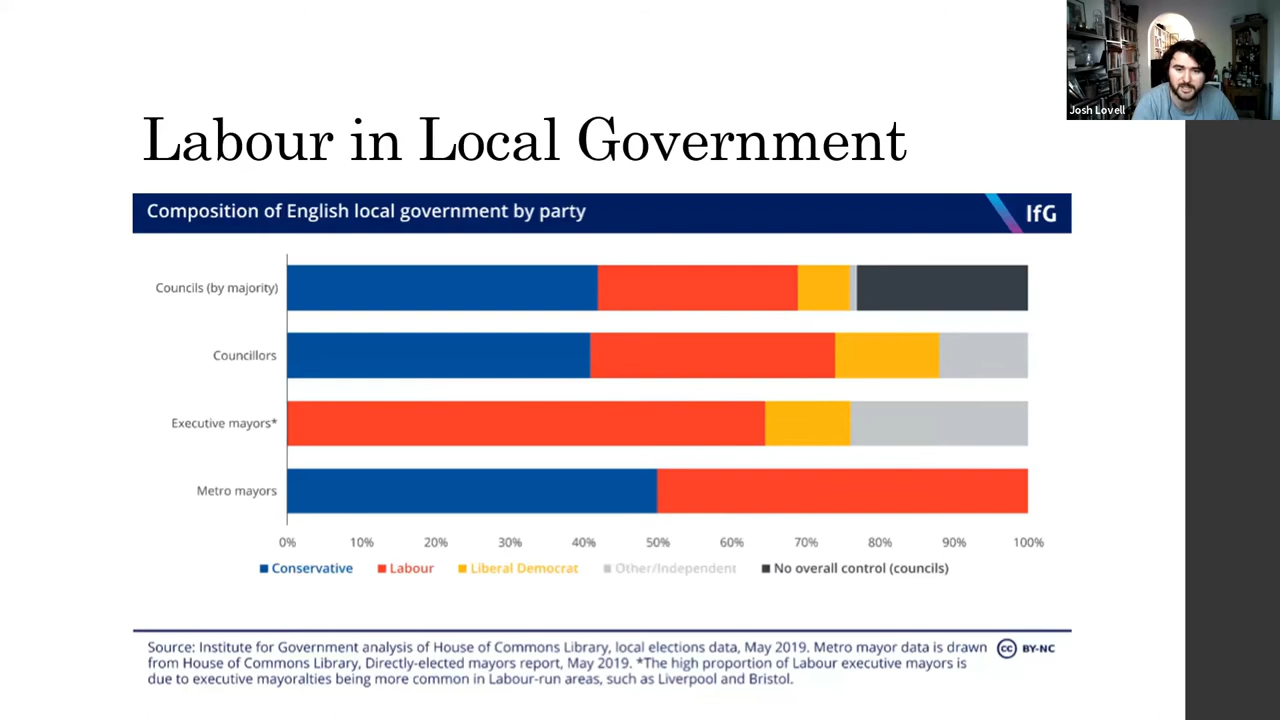 Josh Lovell
Labour in Local Government
Composition of English local government by party
IfG
Councils (by majority)
Councillors
Executive mayors*
Metro mayors
0% 10% 20% 30% 40% 50% 60% 70% 80% 90% 100%
Conservative Labour Liberal Democrat Other/Independent No overall control (councils)
Source: Institute for Government analysis of House of Commons Library, local elections data, May 2019. Metro mayor data is drawn
from House of Commons Library, Directly-elected mayors report, May 2019. *The high proportion of Labour executive mayors is
due to executive mayoralties being more common in Labour-run areas, such as Liverpool and Bristol.
cc BY-NC